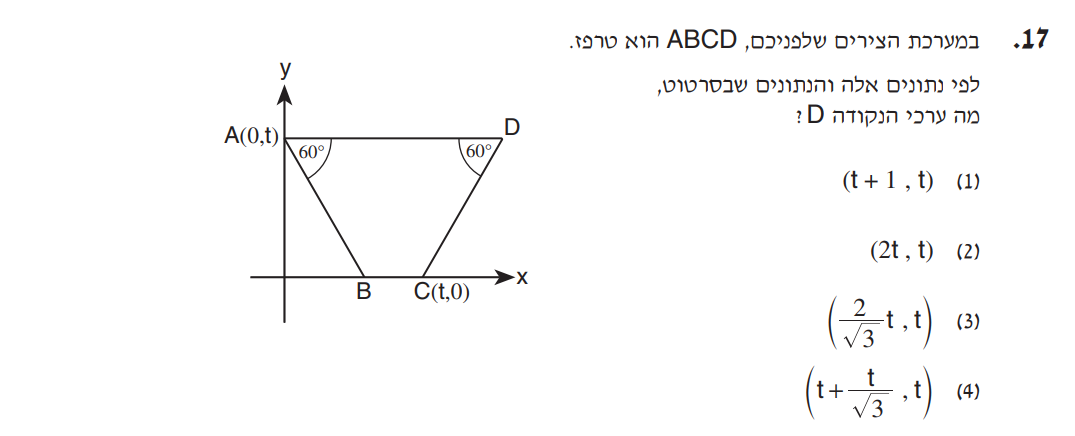 17. במערכת הצירים שלפניכם, ABCD הוא טרפז.
לפי נתונים אלה והנתונים שבסרטוט,
מה ערכי הנקודה D ?
(1) (t + 1 , t)
(2) (2t , t)
(3) (2/√3 t , t)
(4) (t + t/√3 , t)
y
A(0,t)
D
60°
60°
x
B
C(t,0)